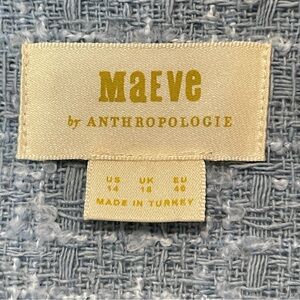 MAEVE
by ANTHROPOLOGIE
US UK EU
14 18 46
MADE IN TURKEY